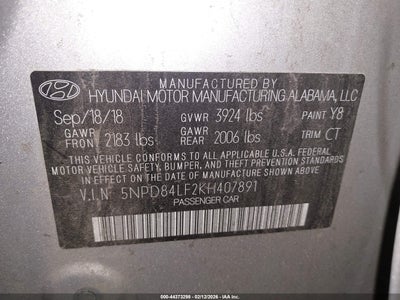 MANUFACTURED BY
HYUNDAI MOTOR MANUFACTURING ALABAMA, LLC
Sep/18/18 GVWR 3924 lbs PAINT Y8
GAWR FRONT 2183 lbs GAWR REAR 2006 lbs TRIM CT
THIS VEHICLE CONFORMS TO ALL APPLICABLE U.S.A FEDERAL
MOTOR VEHICLE SAFETY, BUMPER, AND THEFT PREVENTION
STANDARDS IN EFFECT ON THE DATE OF MANUFACTURE SHOWN ABOVE.
V.I.N 5NPD84LF2KH407891
PASSENGER CAR
000-44373298 - 02/12/2026 - IAA